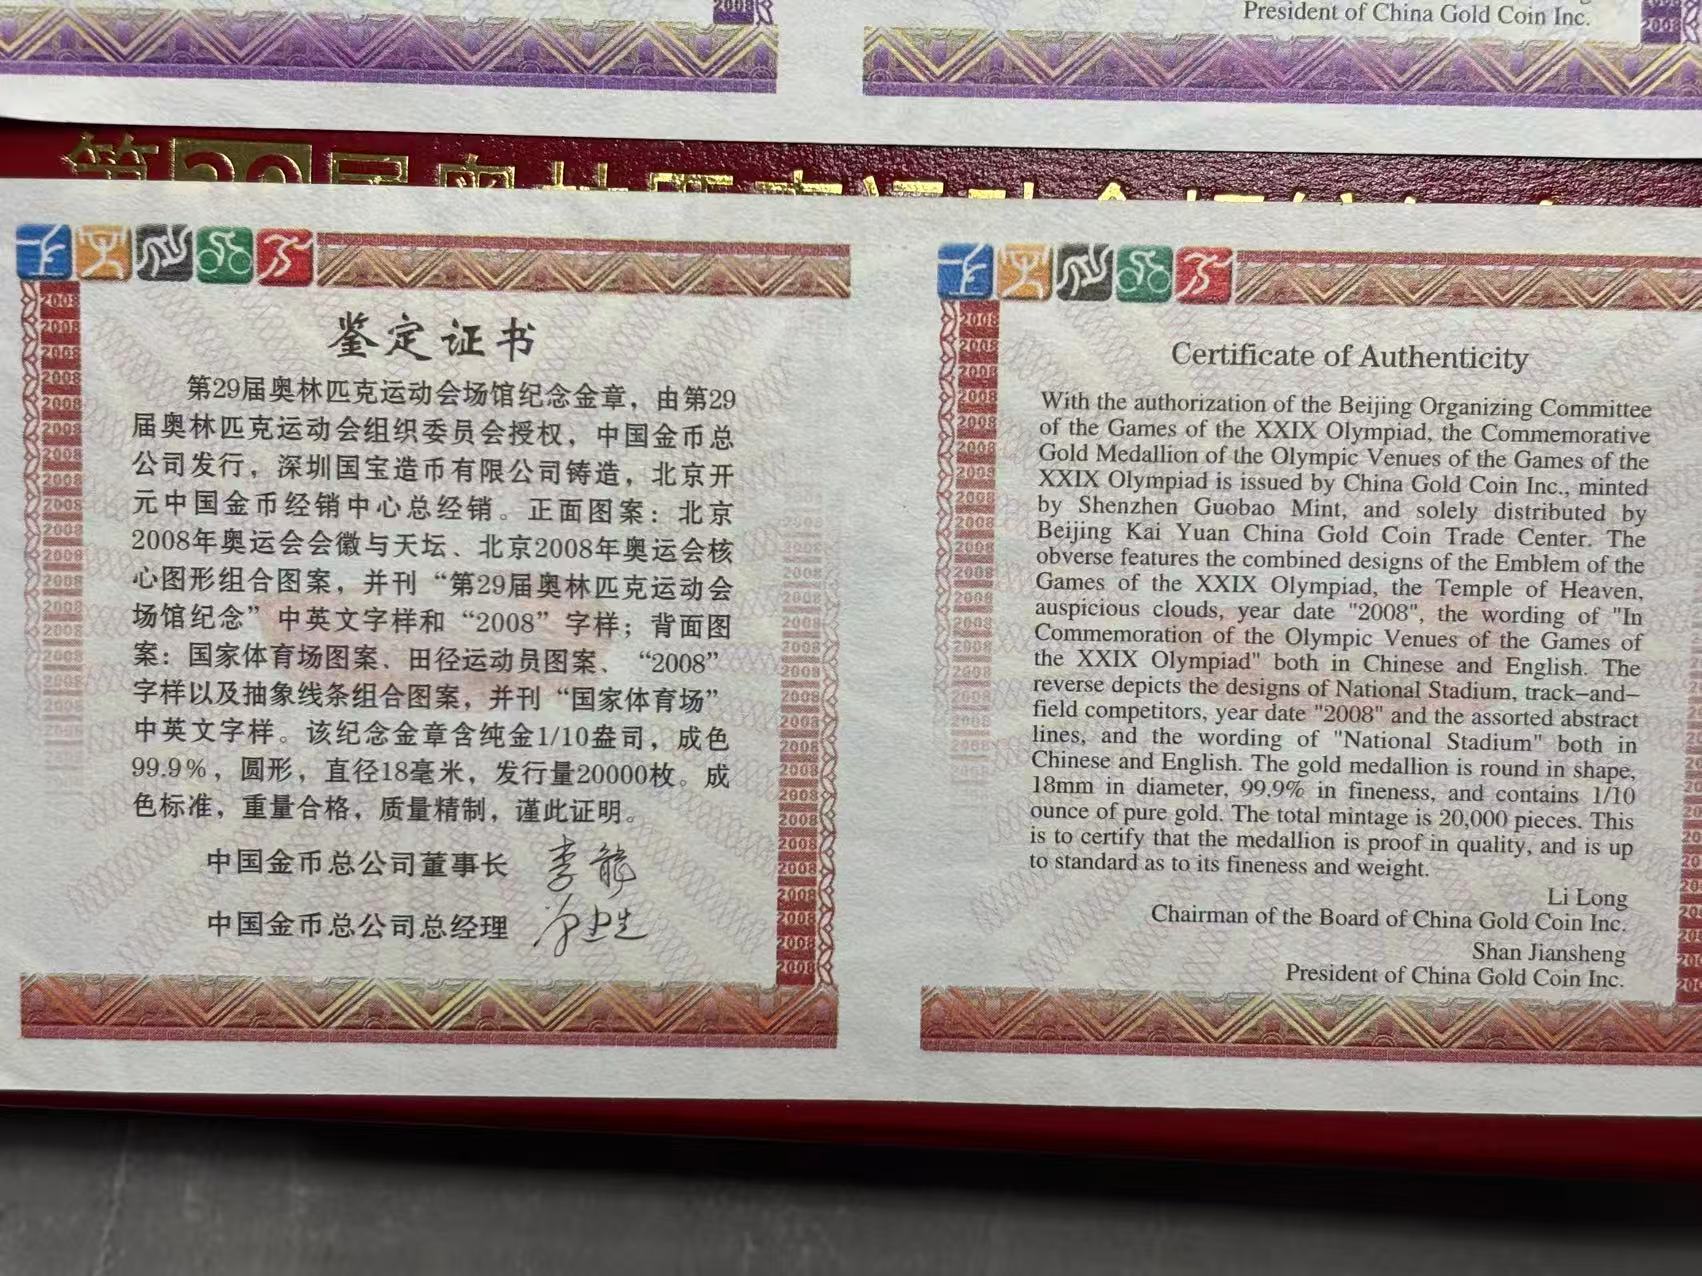 2008
President of China Gold Coin Inc.
2008
第29届奥林匹克运动会场馆纪念
鉴定证书
第29届奥林匹克运动会场馆纪念金章，由第29
届奥林匹克运动会组织委员会授权，中国金币总
公司发行，深圳国宝造币有限公司铸造，北京开
元中国金币经销中心总经销。正面图案：北京
2008年奥运会会徽与天坛、北京2008年奥运会核
心图形组合图案，并刊“第29届奥林匹克运动会
场馆纪念”中英文字样和“2008”字样；背面图
案：国家体育场图案、田径运动员图案、“2008”
字样以及抽象线条组合图案，并刊“国家体育场”
中英文字样。该纪念金章含纯金1/10盎司，成色
99.9%，圆形，直径18毫米，发行量20000枚。成
色标准，重量合格，质量精制，谨此证明。
中国金币总公司董事长
中国金币总公司总经理
Certificate of Authenticity
With the authorization of the Beijing Organizing Committee
of the Games of the XXIX Olympiad, the Commemorative
Gold Medallion of the Olympic Venues of the Games of the
XXIX Olympiad is issued by China Gold Coin Inc., minted
by Shenzhen Guobao Mint, and solely distributed by
Beijing Kai Yuan China Gold Coin Trade Center. The
obverse features the combined designs of the Emblem of the
Games of the XXIX Olympiad, the Temple of Heaven,
auspicious clouds, year date "2008", the wording of "In
Commemoration of the Olympic Venues of the Games of
the XXIX Olympiad" both in Chinese and English. The
reverse depicts the designs of National Stadium, track-and-
field competitors, year date "2008" and the assorted abstract
lines, and the wording of "National Stadium" both in
Chinese and English. The gold medallion is round in shape,
18mm in diameter, 99.9% in fineness, and contains 1/10
ounce of pure gold. The total mintage is 20,000 pieces. This
is to certify that the medallion is proof in quality, and is up
to standard as to its fineness and weight.
Li Long
Chairman of the Board of China Gold Coin Inc.
Shan Jiansheng
President of China Gold Coin Inc.